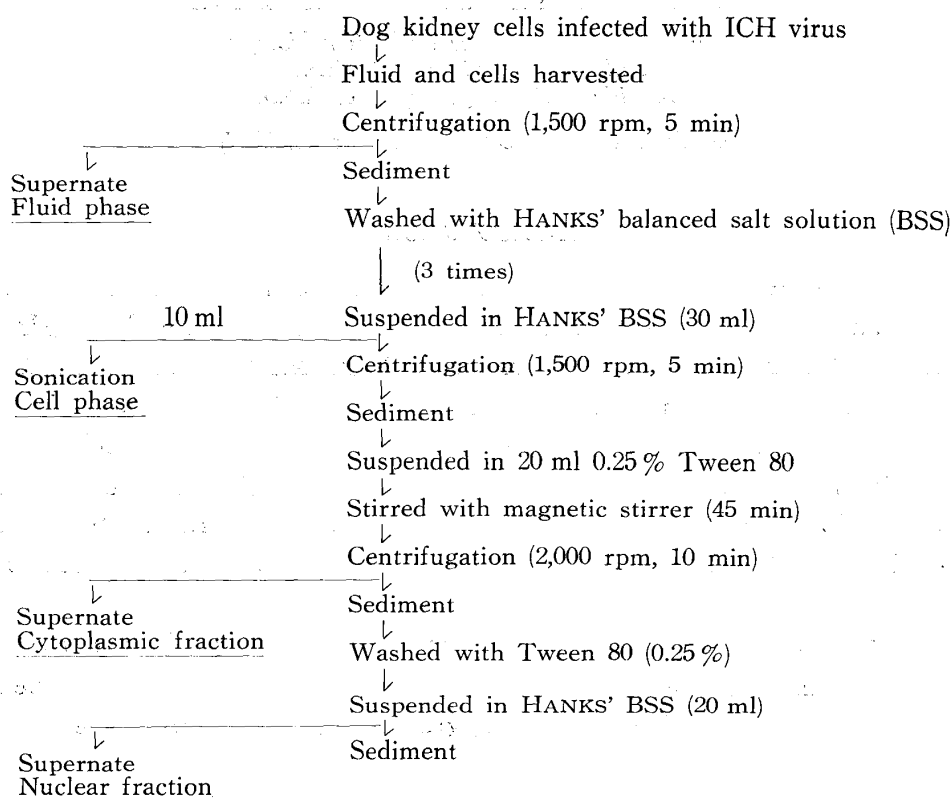 Dog kidney cells infected with ICH virus
Fluid and cells harvested
Centrifugation (1,500 rpm, 5 min)
Supernate
Fluid phase
Sediment
Washed with HANKS' balanced salt solution (BSS)
(3 times)
10 ml
Suspended in HANKS' BSS (30 ml)
Sonication
Cell phase
Centrifugation (1,500 rpm, 5 min)
Sediment
Suspended in 20 ml 0.25 % Tween 80
Stirred with magnetic stirrer (45 min)
Centrifugation (2,000 rpm, 10 min)
Supernate
Cytoplasmic fraction
Sediment
Washed with Tween 80 (0.25 %)
Suspended in HANKS' BSS (20 ml)
Supernate
Nuclear fraction
Sediment